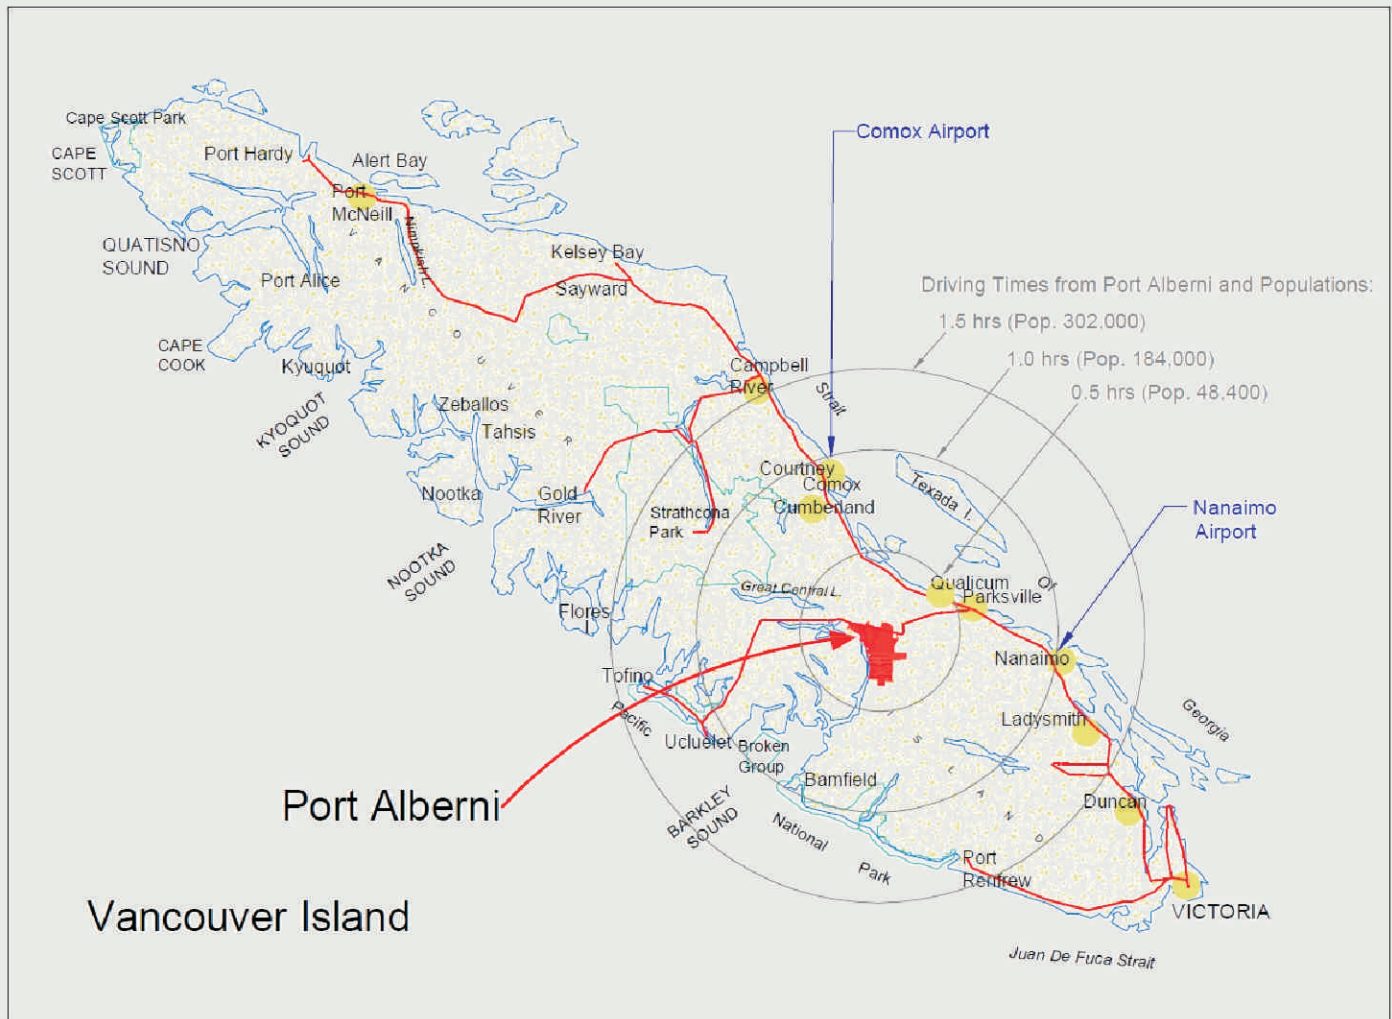 Cape Scott Park
CAPE
SCOTT
Port Hardy
Alert Bay
Port
McNeill
Nimpkish L.
QUATISNO
SOUND
Port Alice
CAPE
COOK
Kyuquot
KYOQUOT
SOUND
Kelsey Bay
Sayward
VANCOUVER
Zeballos
Tahsis
Nootka
NOOTKA
SOUND
Gold
River
Campbell
River
Strait
Comox Airport
Driving Times from Port Alberni and Populations:
1.5 hrs (Pop. 302,000)
1.0 hrs (Pop. 184,000)
0.5 hrs (Pop. 48,400)
Courtney
Comox
Cumberland
Texada I.
Nanaimo
Airport
Strathcona
Park
Great Central L.
Qualicum
Parksville
Of
Flores
I.
Tofino
Pacific
Ucluelet
Broken
Group
Bamfield
BARKLEY
SOUND
National
Park
Nanaimo
Ladysmith
Georgia
ISLAND
Duncan
Port
Renfrew
VICTORIA
Juan De Fuca Strait
Port Alberni
Vancouver Island